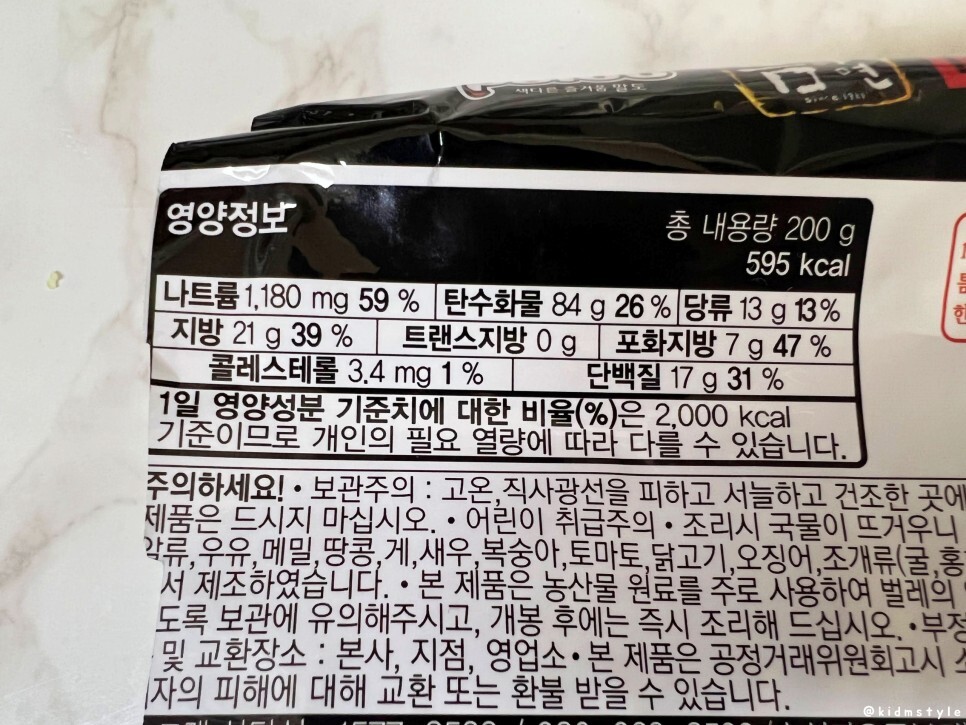 새다른 즐거움 팔도
since 1986
영양정보
총 내용량 200 g
595 kcal
나트륨 1,180 mg 59 % 탄수화물 84 g 26 % 당류 13 g 13 %
지방 21 g 39 % 트랜스지방 0 g 포화지방 7 g 47 %
콜레스테롤 3.4 mg 1 % 단백질 17 g 31 %
1일 영양성분 기준치에 대한 비율(%)은 2,000 kcal
기준이므로 개인의 필요 열량에 따라 다를 수 있습니다.
주의하세요! • 보관주의 : 고온,직사광선을 피하고 서늘하고 건조한 곳에
제품은 드시지 마십시오. • 어린이 취급주의 • 조리시 국물이 뜨거우니
알류,우유,메밀,땅콩,게,새우,복숭아,토마토,닭고기,오징어,조개류(굴,홍
서 제조하였습니다. • 본 제품은 농산물 원료를 주로 사용하여 벌레의
도록 보관에 유의해주시고, 개봉 후에는 즉시 조리해 드십시오. •부정
및 교환장소 : 본사, 지점, 영업소• 본 제품은 공정거래위원회고시
자의 피해에 대해 교환 또는 환불 받을 수 있습니다.
@kidmstyle